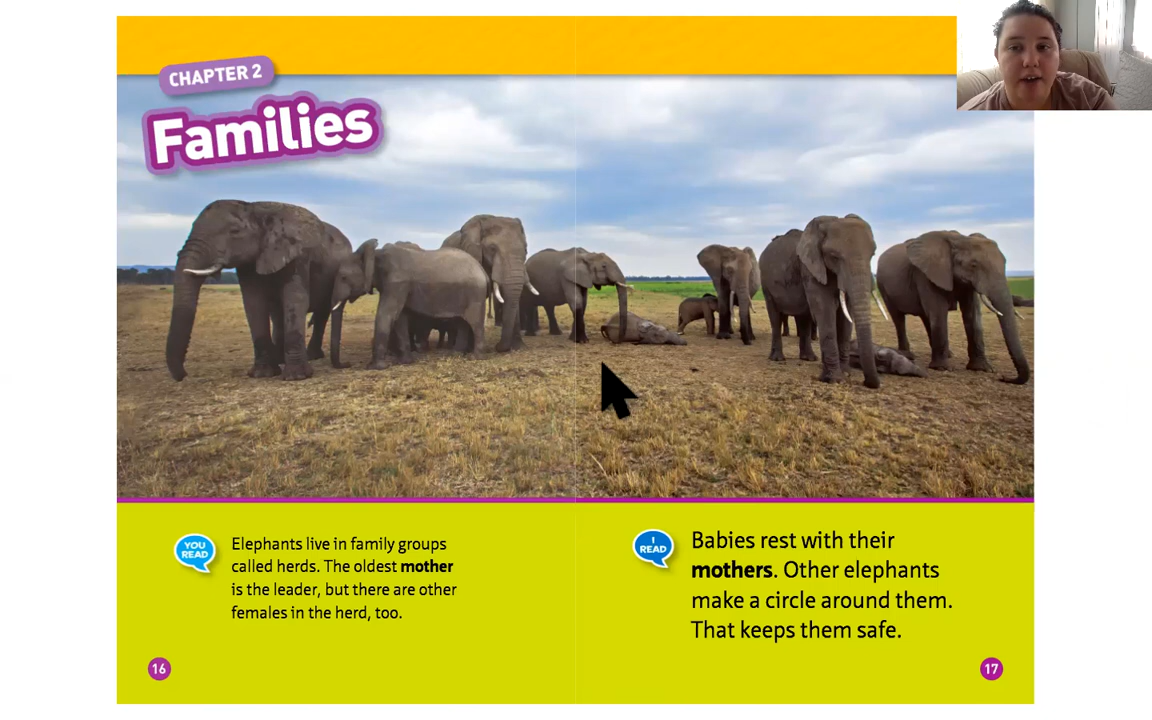 CHAPTER 2
Families
YOU
READ
Elephants live in family groups
called herds. The oldest mother
is the leader, but there are other
females in the herd, too.
16
I
READ
Babies rest with their
mothers. Other elephants
make a circle around them.
That keeps them safe.
17